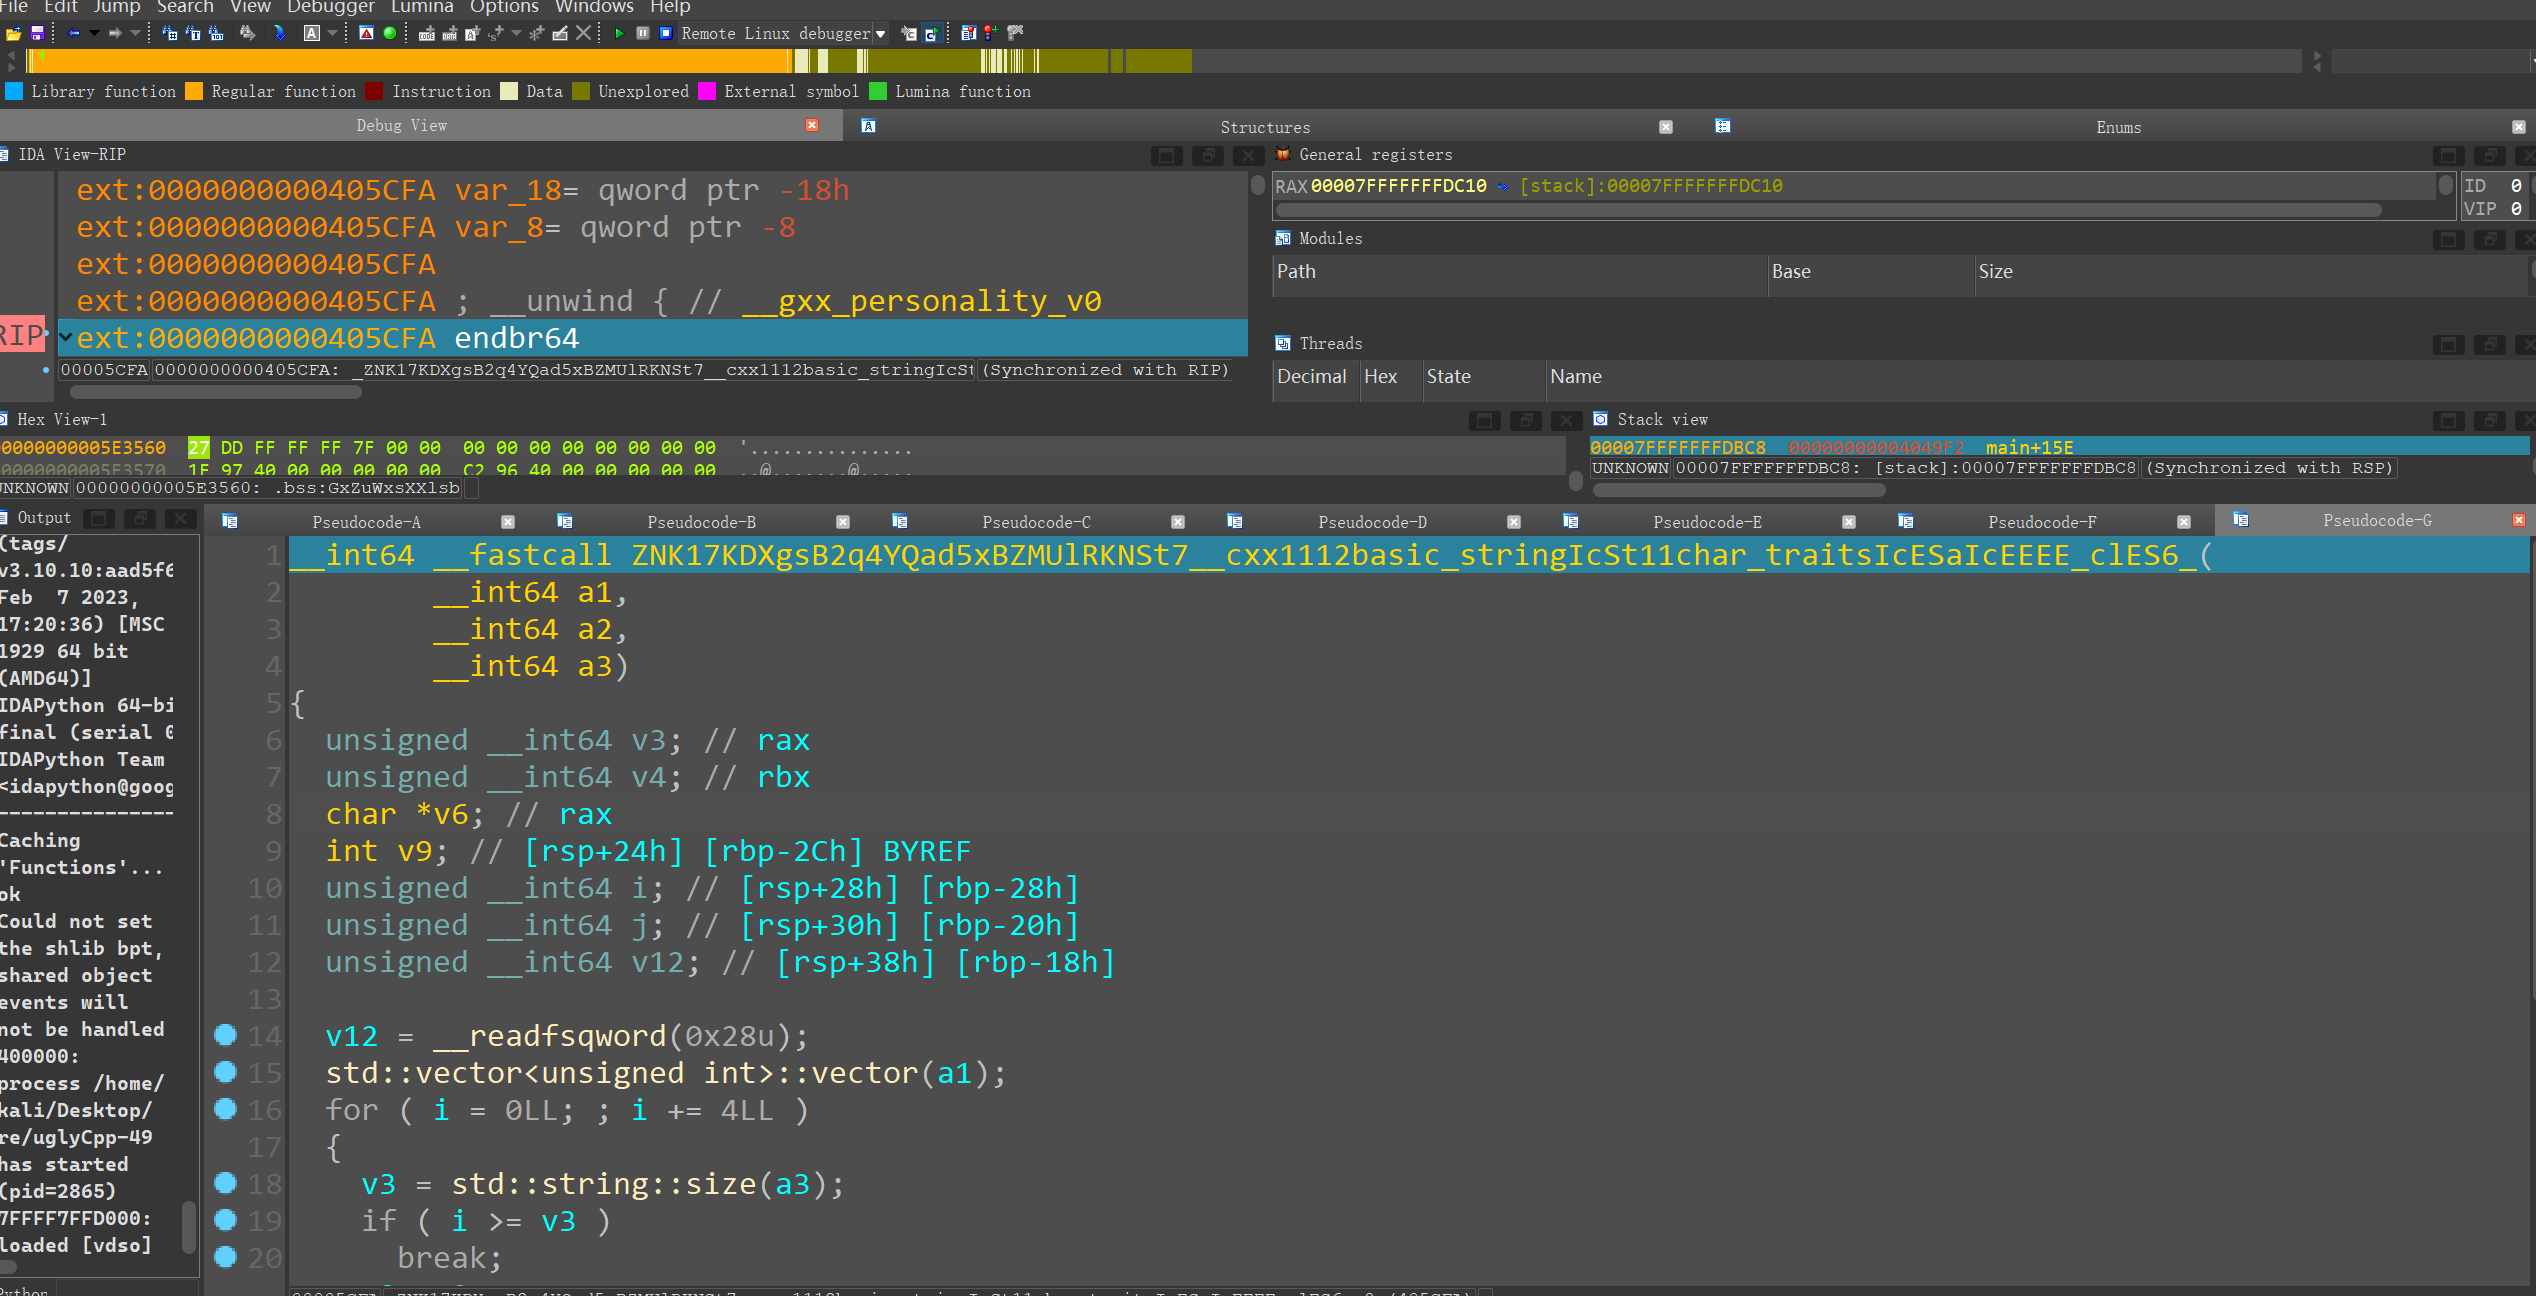 File Edit Jump Search View Debugger Lumina Options Windows Help
Remote Linux debugger
Library function Regular function Instruction Data Unexplored External symbol Lumina function
Debug View Structures Enums
IDA View-RIP
ext:0000000000405CFA var_18= qword ptr -18h
ext:0000000000405CFA var_8= qword ptr -8
ext:0000000000405CFA
ext:0000000000405CFA ; __unwind { // __gxx_personality_v0
RIP ext:0000000000405CFA endbr64
00005CFA 0000000000405CFA: _ZNK17KDXgsB2q4YQad5xBZMUlRKNSt7__cxx1112basic_stringIcSt (Synchronized with RIP)
General registers
RAX 00007FFFFFFFDC10 [stack]:00007FFFFFFFDC10
ID 0
VIP 0
Modules
Path Base Size
Threads
Decimal Hex State Name
Hex View-1
00000000005E3560 27 DD FF FF FF 7F 00 00 00 00 00 00 00 00 00 00 '...............
00000000005E3570 1F 97 40 00 00 00 00 00 C2 96 40 00 00 00 00 00 ..@.......@.....
UNKNOWN 00000000005E3560: .bss:GxZuWxsXXlsb
Stack view
00007FFFFFFFDBC8 00000000004049F2 main+15E
UNKNOWN 00007FFFFFFFDBC8: [stack]:00007FFFFFFFDBC8 (Synchronized with RSP)
Output
(tags/
v3.10.10:aad5f6
Feb 7 2023,
17:20:36) [MSC
1929 64 bit
(AMD64)]
IDAPython 64-bi
final (serial 0
IDAPython Team
<idapython@goog
---------------
Caching
'Functions'...
ok
Could not set
the shlib bpt,
shared object
events will
not be handled
400000:
process /home/
kali/Desktop/
re/uglyCpp-49
has started
(pid=2865)
7FFFF7FFD000:
loaded [vdso]
Python
Pseudocode-A Pseudocode-B Pseudocode-C Pseudocode-D Pseudocode-E Pseudocode-F Pseudocode-G
1 __int64 __fastcall ZNK17KDXgsB2q4YQad5xBZMUlRKNSt7__cxx1112basic_stringIcSt11char_traitsIcESaIcEEEE_clES6_(
2 __int64 a1,
3 __int64 a2,
4 __int64 a3)
5 {
6 unsigned __int64 v3; // rax
7 unsigned __int64 v4; // rbx
8 char *v6; // rax
9 int v9; // [rsp+24h] [rbp-2Ch] BYREF
10 unsigned __int64 i; // [rsp+28h] [rbp-28h]
11 unsigned __int64 j; // [rsp+30h] [rbp-20h]
12 unsigned __int64 v12; // [rsp+38h] [rbp-18h]
13
14 v12 = __readfsqword(0x28u);
15 std::vector<unsigned int>::vector(a1);
16 for ( i = 0LL; ; i += 4LL )
17 {
18 v3 = std::string::size(a3);
19 if ( i >= v3 )
20 break;